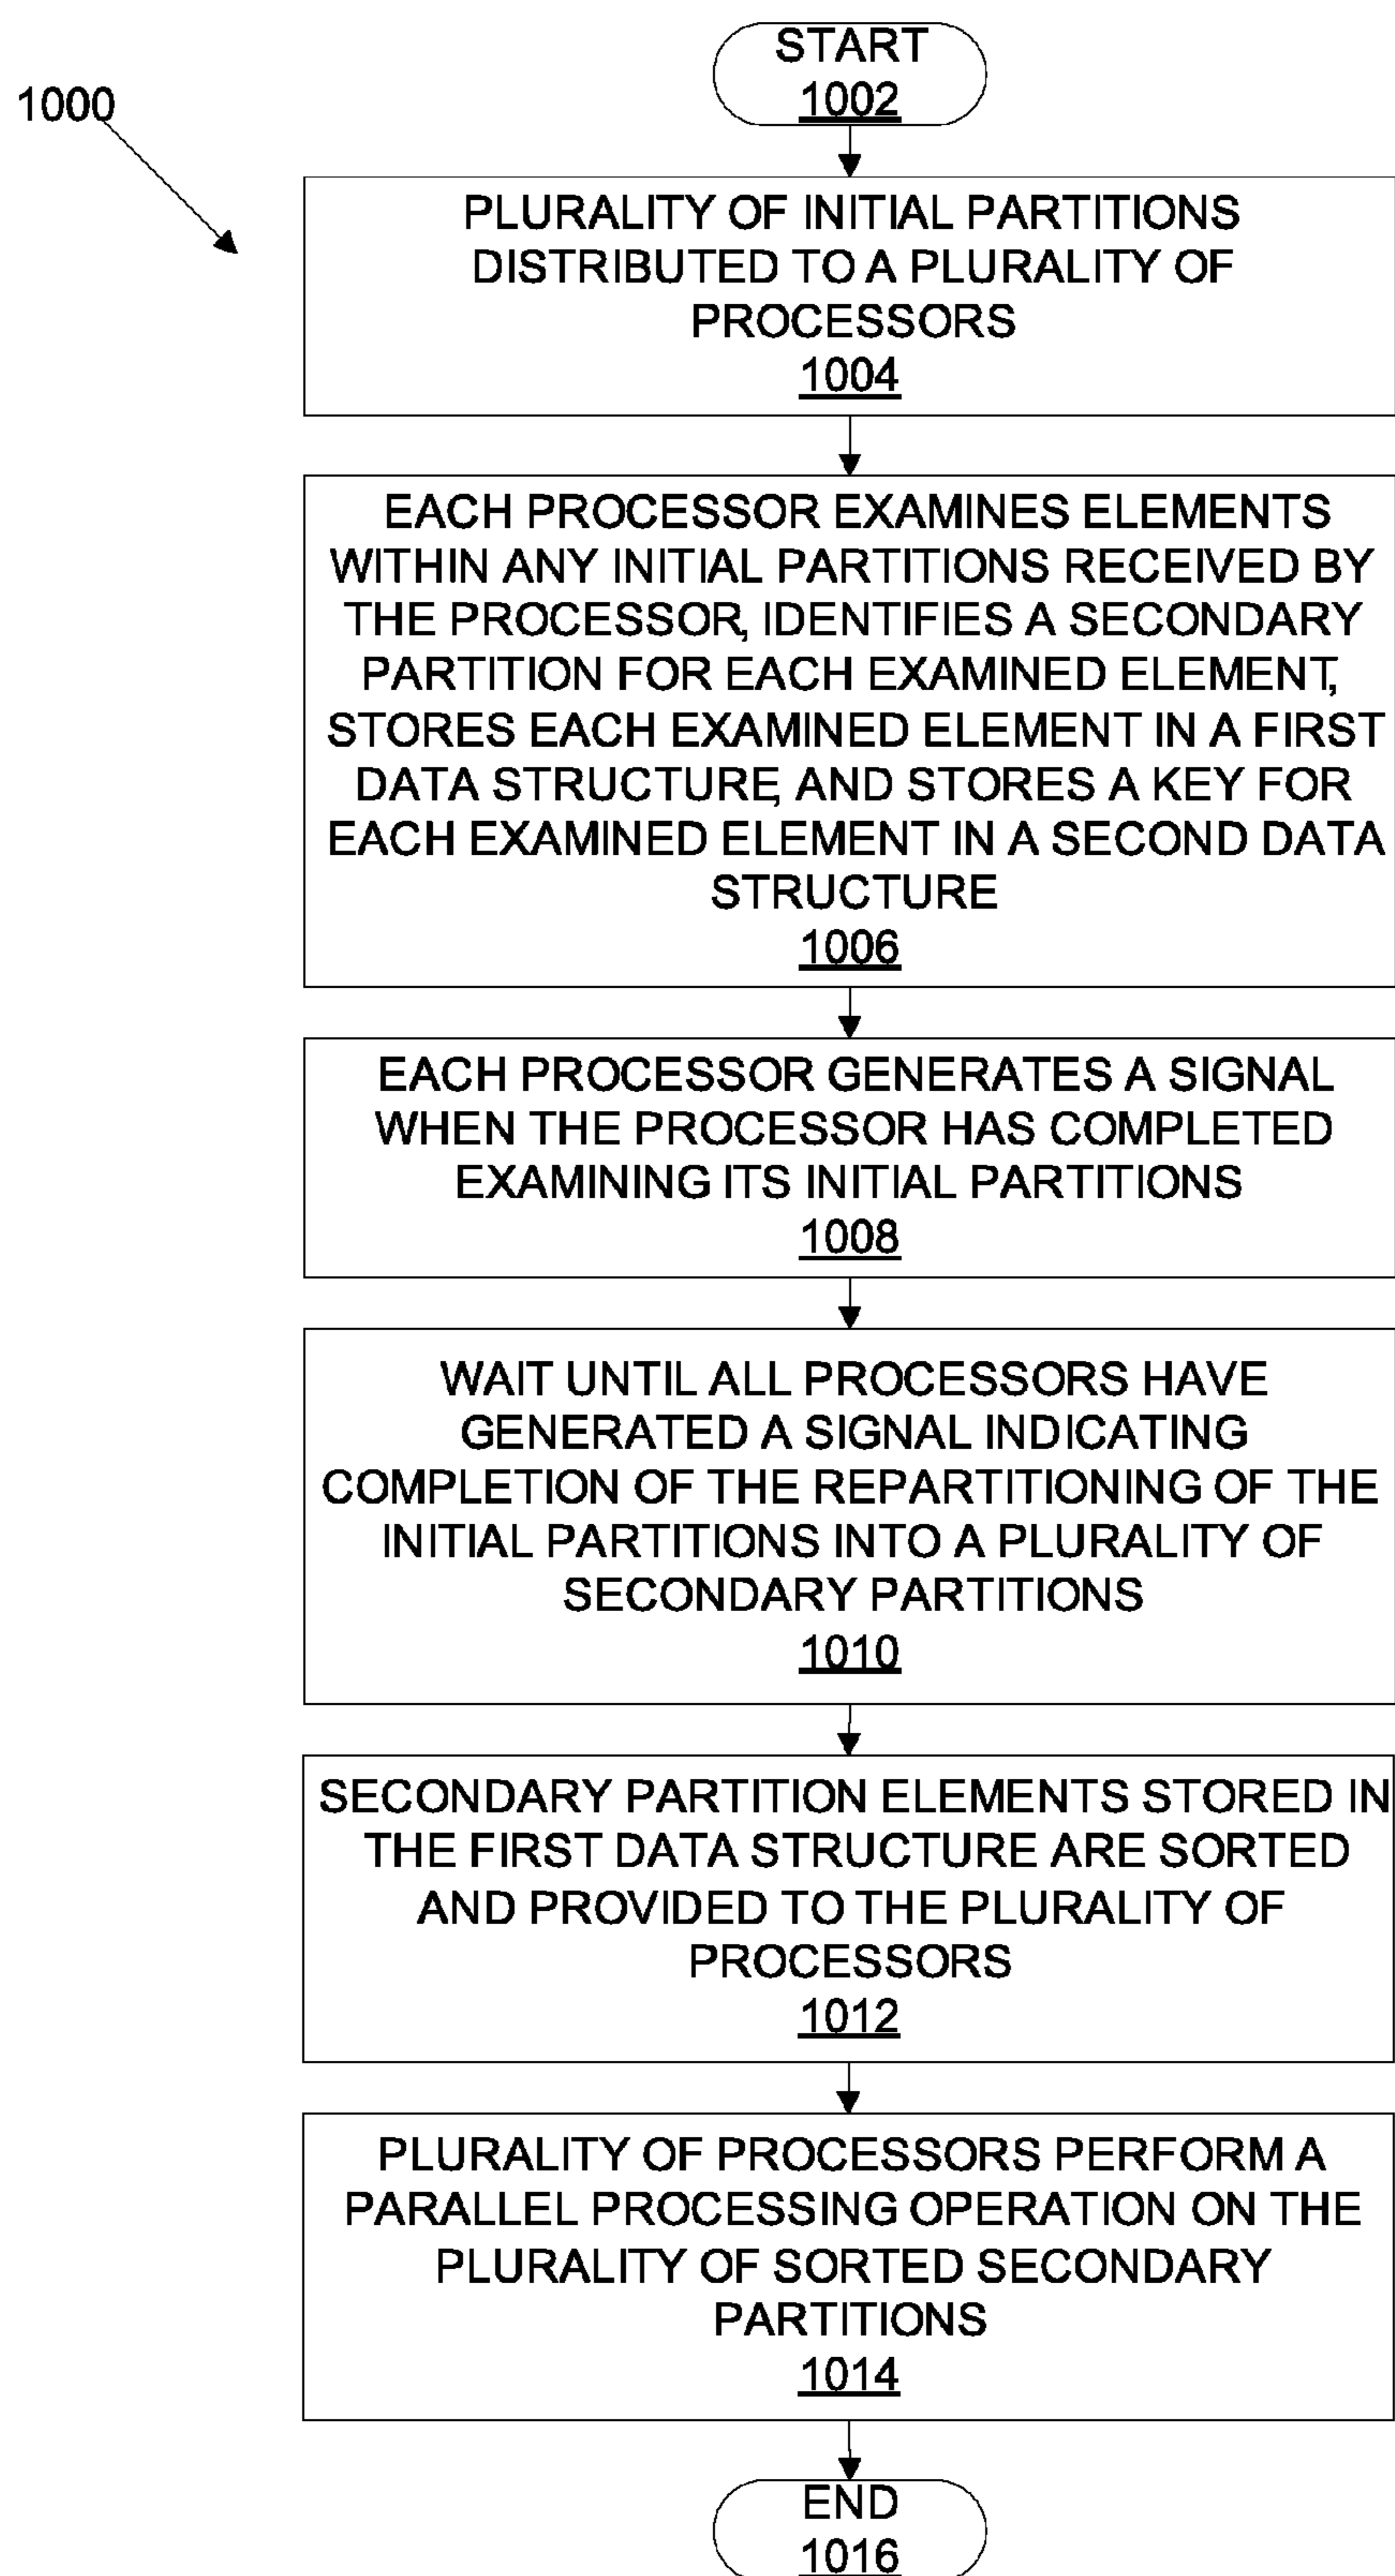 1000
START
1002
PLURALITY OF INITIAL PARTITIONS
DISTRIBUTED TO A PLURALITY OF
PROCESSORS
1004
EACH PROCESSOR EXAMINES ELEMENTS
WITHIN ANY INITIAL PARTITIONS RECEIVED BY
THE PROCESSOR, IDENTIFIES A SECONDARY
PARTITION FOR EACH EXAMINED ELEMENT,
STORES EACH EXAMINED ELEMENT IN A FIRST
DATA STRUCTURE, AND STORES A KEY FOR
EACH EXAMINED ELEMENT IN A SECOND DATA
STRUCTURE
1006
EACH PROCESSOR GENERATES A SIGNAL
WHEN THE PROCESSOR HAS COMPLETED
EXAMINING ITS INITIAL PARTITIONS
1008
WAIT UNTIL ALL PROCESSORS HAVE
GENERATED A SIGNAL INDICATING
COMPLETION OF THE REPARTITIONING OF THE
INITIAL PARTITIONS INTO A PLURALITY OF
SECONDARY PARTITIONS
1010
SECONDARY PARTITION ELEMENTS STORED IN
THE FIRST DATA STRUCTURE ARE SORTED
AND PROVIDED TO THE PLURALITY OF
PROCESSORS
1012
PLURALITY OF PROCESSORS PERFORM A
PARALLEL PROCESSING OPERATION ON THE
PLURALITY OF SORTED SECONDARY
PARTITIONS
1014
END
1016